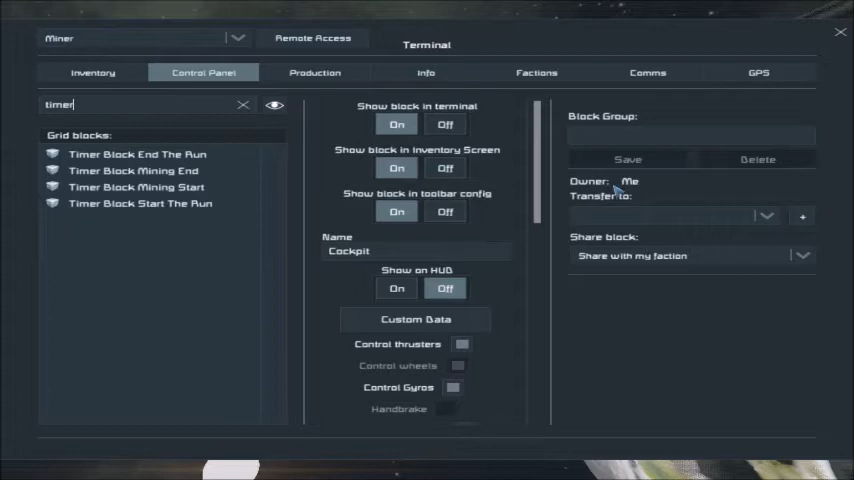 Miner
Remote Access
Terminal
Inventory
Control Panel
Production
Info
Factions
Comms
GPS
timer
Grid blocks:
Timer Block End The Run
Timer Block Mining End
Timer Block Mining Start
Timer Block Start The Run
Show block in terminal
On
Off
Show block in Inventory Screen
On
Off
Show block in toolbar config
On
Off
Name
Cockpit
Show on HUD
On
Off
Custom Data
Control thrusters
Control wheels
Control Gyros
Handbrake
Block Group:
Save
Delete
Owner: Me
Transfer to:
+
Share block:
Share with my faction